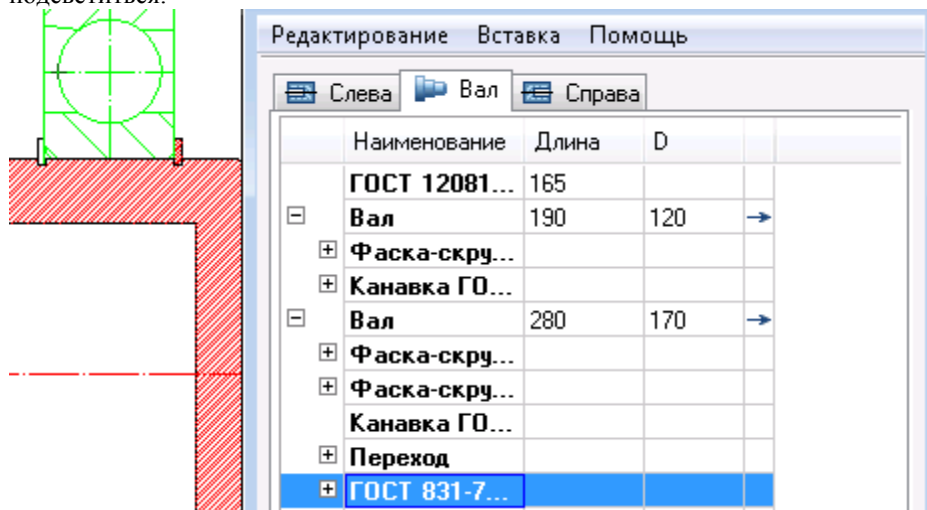 подсветиться.
Редактирование Вставка Помощь
Слева Вал Справа
Наименование Длина D
ГОСТ 12081... 165
Вал 190 120
Фаска-скру...
Канавка ГО...
Вал 280 170
Фаска-скру...
Фаска-скру...
Канавка ГО...
Переход
ГОСТ 831-7...